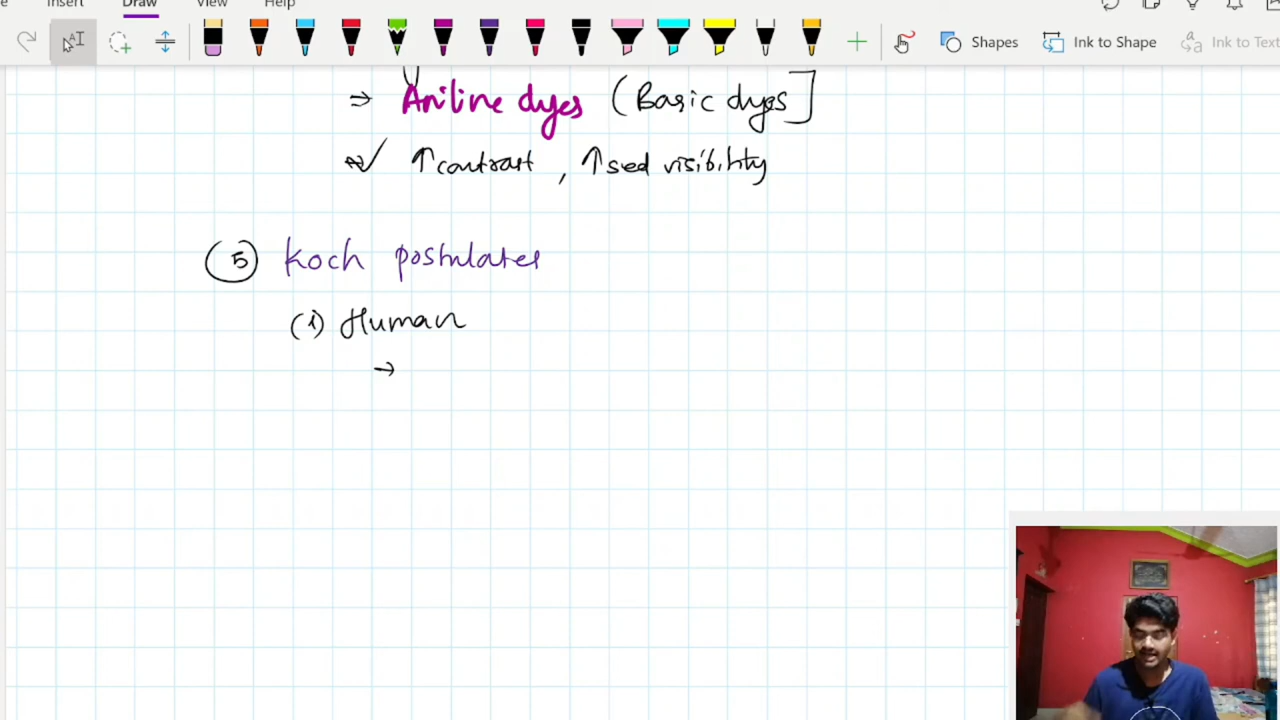 Insert Draw View Help
Shapes Ink to Shape Ink to Text
⇒ Aniline dyes (Basic dyes]
↑contrast, ↑sed visibility
(5) Koch postulates
(i) Human
→